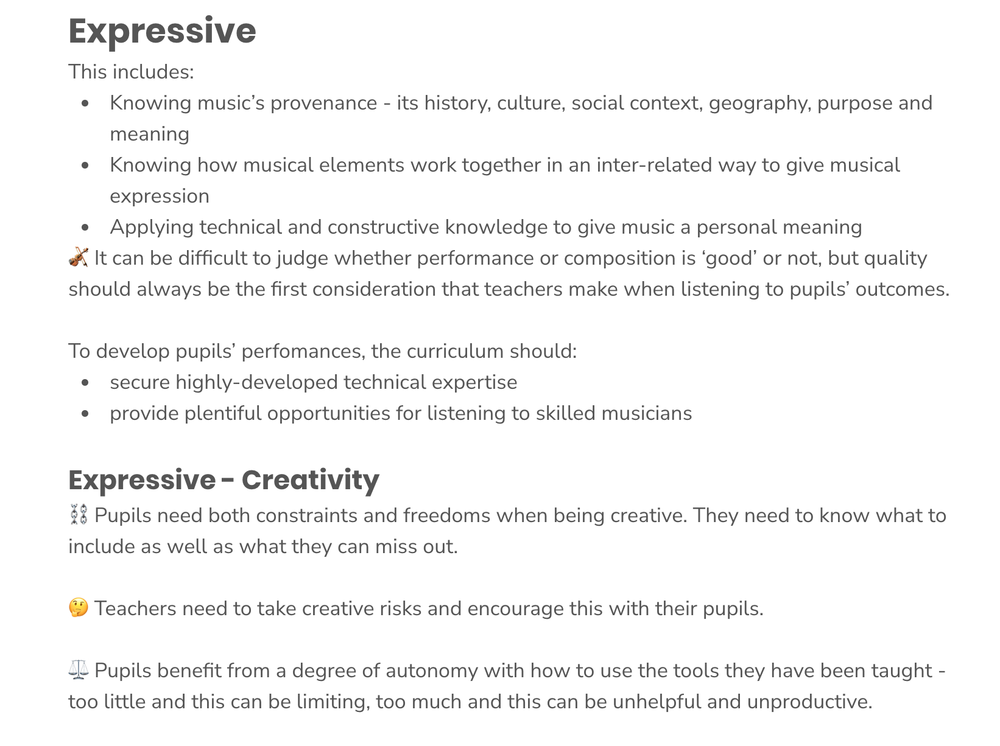 Expressive
This includes:
• Knowing music’s provenance - its history, culture, social context, geography, purpose and
meaning
• Knowing how musical elements work together in an inter-related way to give musical
expression
• Applying technical and constructive knowledge to give music a personal meaning
🎻 It can be difficult to judge whether performance or composition is ‘good’ or not, but quality
should always be the first consideration that teachers make when listening to pupils’ outcomes.
To develop pupils’ perfomances, the curriculum should:
• secure highly-developed technical expertise
• provide plentiful opportunities for listening to skilled musicians
Expressive - Creativity
⛓️ Pupils need both constraints and freedoms when being creative. They need to know what to
include as well as what they can miss out.
🤔 Teachers need to take creative risks and encourage this with their pupils.
⚖️ Pupils benefit from a degree of autonomy with how to use the tools they have been taught -
too little and this can be limiting, too much and this can be unhelpful and unproductive.